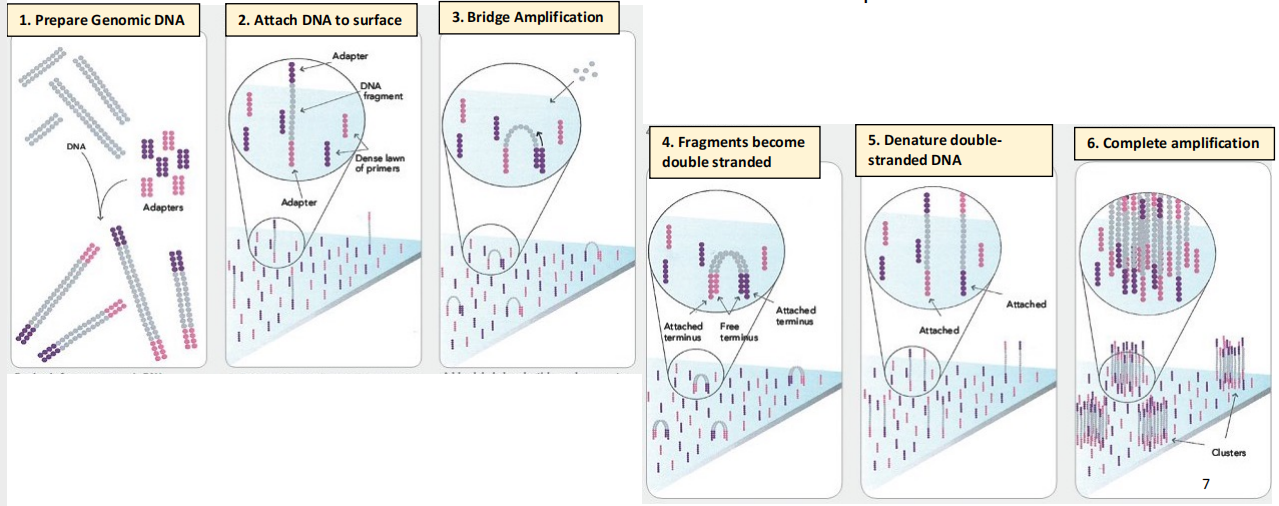 1. Prepare Genomic DNA
DNA
Adapters
2. Attach DNA to surface
Adapter
DNA
fragment
Dense lawn
of primers
Adapter
3. Bridge Amplification
4. Fragments become
double stranded
Attached
terminus
Free
terminus
Attached
terminus
5. Denature double-
stranded DNA
Attached
Attached
6. Complete amplification
Clusters
7